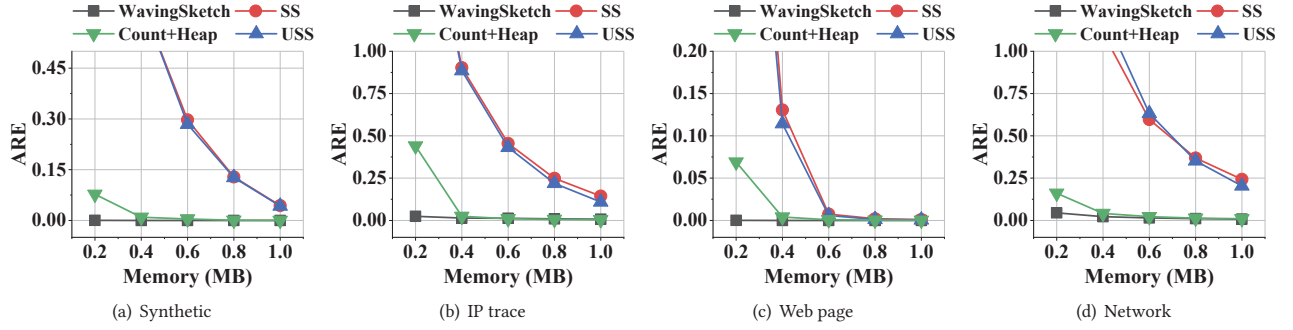 WavingSketch SS
Count+Heap USS
ARE
0.45
0.30
0.15
0.00
0.2 0.4 0.6 0.8 1.0
Memory (MB)
(a) Synthetic
WavingSketch SS
Count+Heap USS
ARE
1.00
0.75
0.50
0.25
0.00
0.2 0.4 0.6 0.8 1.0
Memory (MB)
(b) IP trace
WavingSketch SS
Count+Heap USS
ARE
0.20
0.15
0.10
0.05
0.00
0.2 0.4 0.6 0.8 1.0
Memory (MB)
(c) Web page
WavingSketch SS
Count+Heap USS
ARE
1.00
0.75
0.50
0.25
0.00
0.2 0.4 0.6 0.8 1.0
Memory (MB)
(d) Network